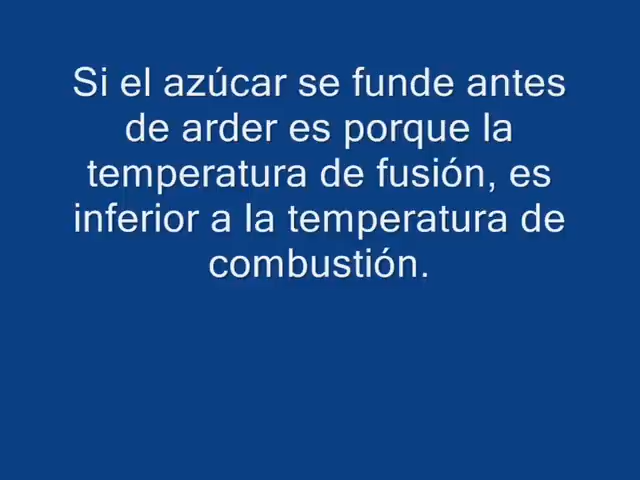 Si el azúcar se funde antes
de arder es porque la
temperatura de fusión, es
inferior a la temperatura de
combustión.